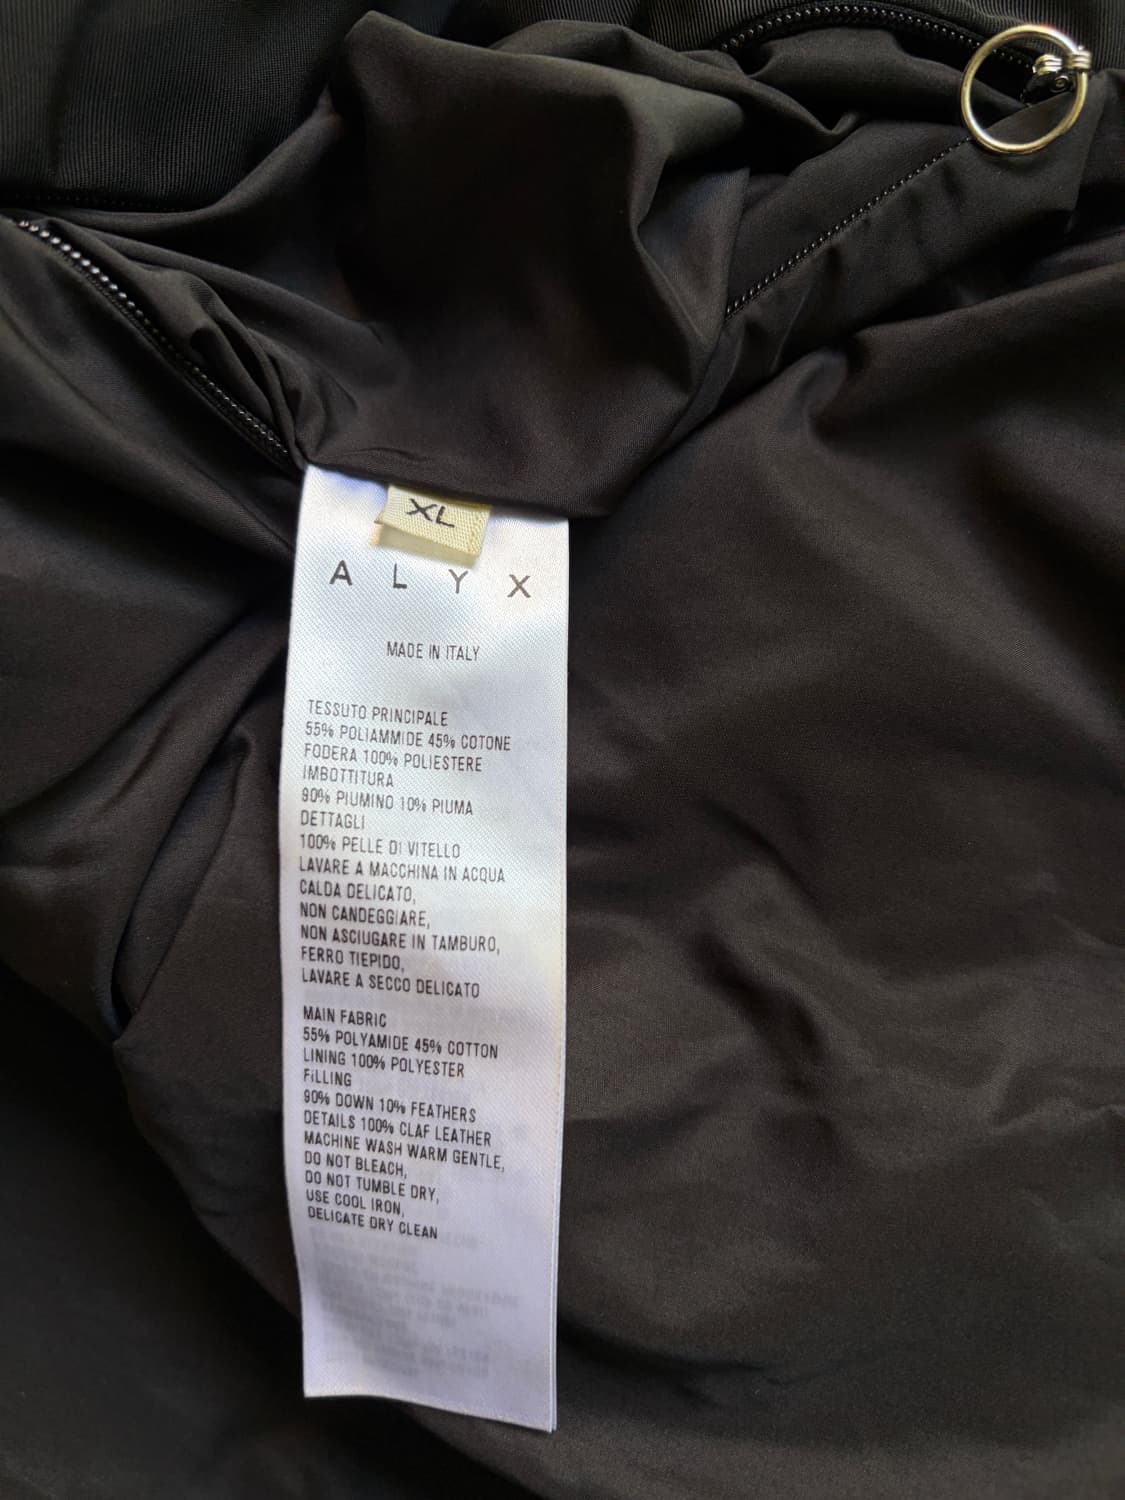 XL
A L Y X
MADE IN ITALY
TESSUTO PRINCIPALE
55% POLIAMMIDE 45% COTONE
FODERA 100% POLIESTERE
IMBOTTITURA
90% PIUMINO 10% PIUMA
DETTAGLI
100% PELLE DI VITELLO
LAVARE A MACCHINA IN ACQUA
CALDA DELICATO,
NON CANDEGGIARE,
NON ASCIUGARE IN TAMBURO,
FERRO TIEPIDO,
LAVARE A SECCO DELICATO
MAIN FABRIC
55% POLYAMIDE 45% COTTON
LINING 100% POLYESTER
FILLING
90% DOWN 10% FEATHERS
DETAILS 100% CLAF LEATHER
MACHINE WASH WARM GENTLE,
DO NOT BLEACH,
DO NOT TUMBLE DRY,
USE COOL IRON,
DELICATE DRY CLEAN